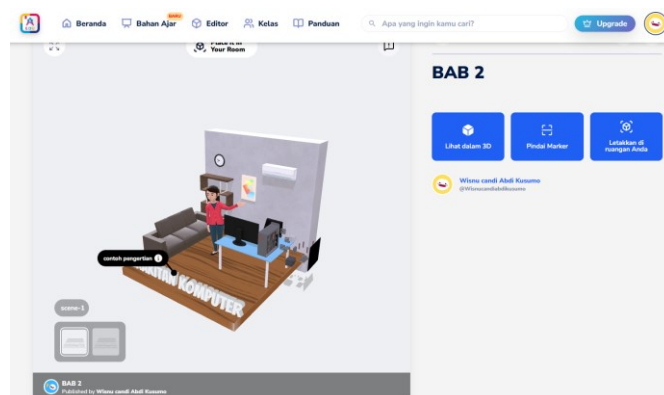 Beranda
Bahan Ajar
BARU
Editor
Kelas
Panduan
Apa yang ingin kamu cari?
Upgrade
Place it in
Your Room
BAB 2
Lihat dalam 3D
Pindai Marker
Letakkan di
ruangan Anda
Wisnu candi Abdi Kusumo
@Wisnucandiabdikusumo
contoh pengertian
KOMPUTER
scene-1
BAB 2
Published by Wisnu candi Abdi Kusumo